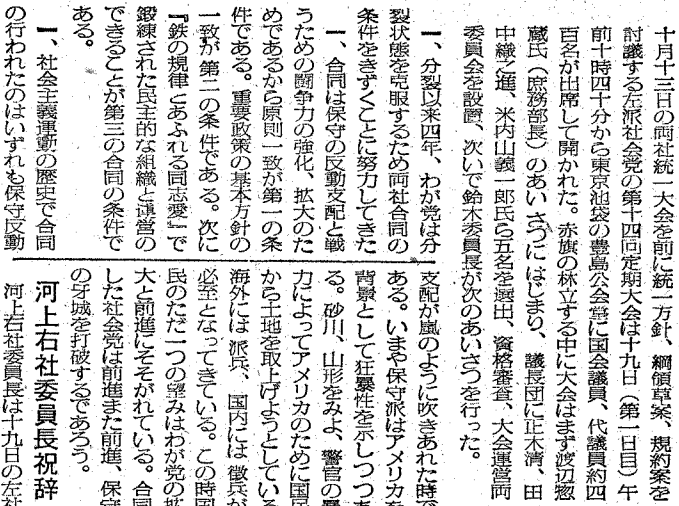 十月十三日の両社統一大会を前に統一方針、綱領草案、規約案を
討議する左派社会党の第十四回定期大会は十九日（第一日目）午
前十時四十分から東京池袋の豊島公会堂に国会議員、代議員約四
百名が出席して開かれた。赤旗の林立する中に大会はまず渡辺惣
蔵氏（庶務部長）のあいさつにはじまり、議長団に正木清、田
中織之進、米内山義一郎氏ら五名を選出、資格審査、大会運営両
委員会を設置、次いで鈴木委員長が次のあいさつを行った。
一、分裂以来四年、わが党は分
裂状態を克服するため両社合同の
条件をきずくことに努力してきた
一、合同は保守の反動支配と戦
うための闘争力の強化、拡大のた
めであるから原則一致が第一の条
件である。重要政策の基本方針の
一致が第二の条件である。次に
『鉄の規律とあふれる同志愛』で
鍛練された民主的な組織と運営の
できることが第三の合同の条件で
ある。
一、社会主義運動の歴史で合同
の行われたのはいずれも保守反動
支配が嵐のように吹きあれた時で
ある。いまや保守派はアメリカを
背景として狂暴性を示しつつあ
る。砂川、山形をみよ、警官の暴
力によってアメリカのために国民
から土地を取上げようとしている
海外には派兵、国内には徴兵が
必至となってきている。この時国
民のただ一つの望みはわが党の拡
大と前進にそそがれている。合同
した社会党は前進また前進、保守
の牙城を打破するであろう。
河上右社委員長祝辞
河上右社委員長は十九日の左社